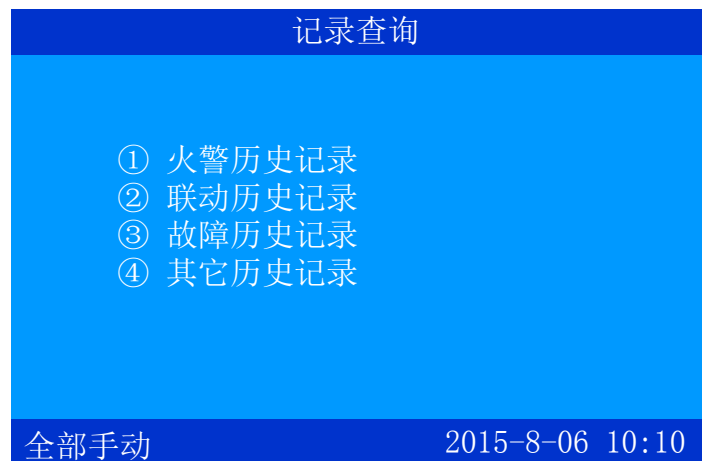 记录查询
① 火警历史记录
② 联动历史记录
③ 故障历史记录
④ 其它历史记录
全部手动 2015-8-06 10:10